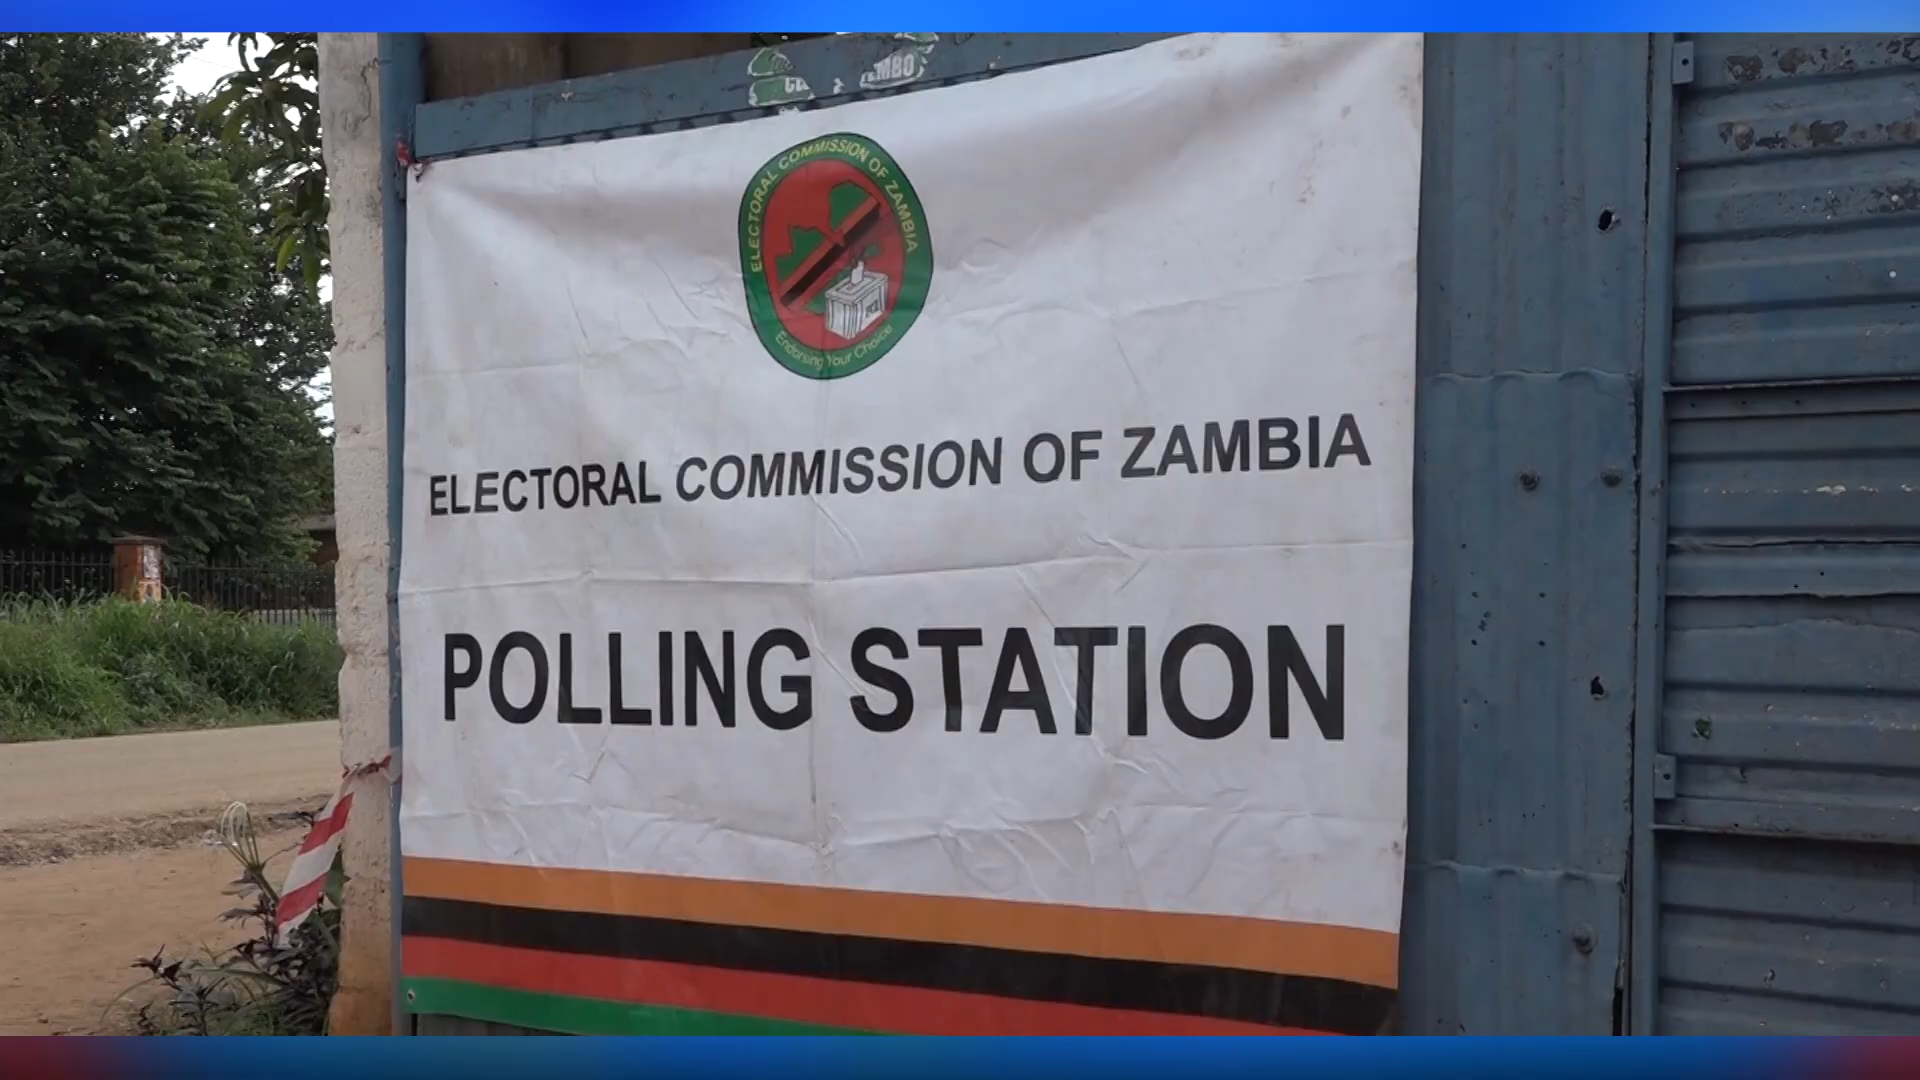 ELECTORAL COMMISSION OF ZAMBIA
Endorsing Your Choice
ELECTORAL COMMISSION OF ZAMBIA
POLLING STATION